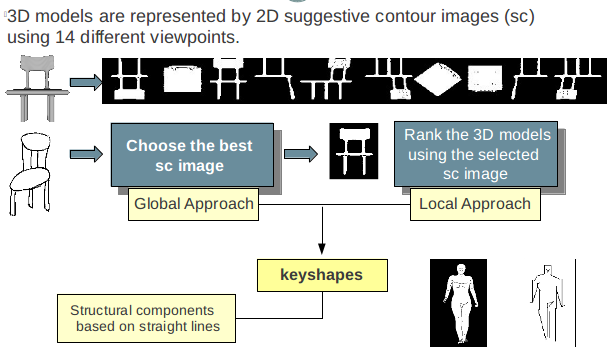 3D models are represented by 2D suggestive contour images (sc)
using 14 different viewpoints.
Choose the best
sc image
Rank the 3D models
using the selected
sc image
Global Approach
Local Approach
keyshapes
Structural components
based on straight lines